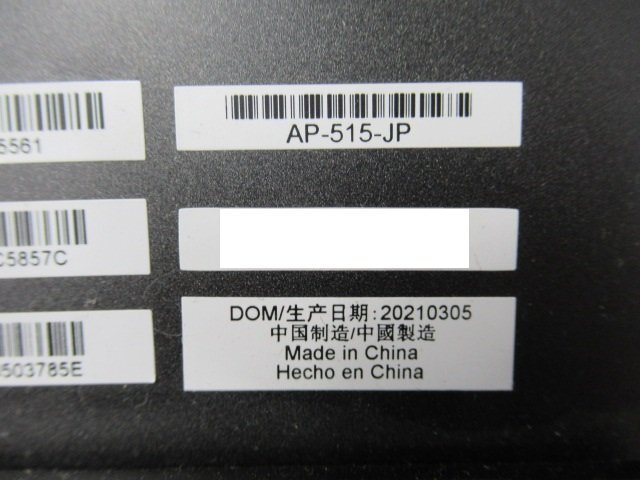 5561
AP-515-JP
C5857C
DOM/生产日期:20210305
中国制造/中國製造
Made in China
Hecho en China
0503785E